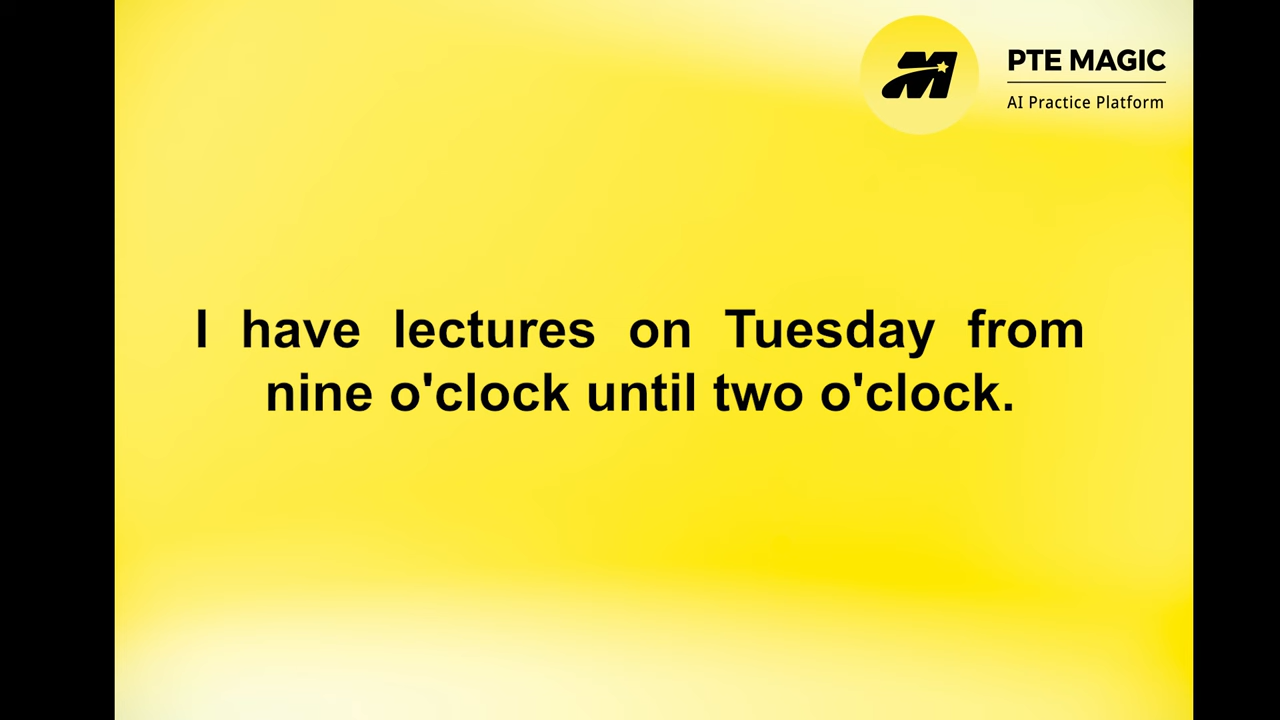 PTE MAGIC
AI Practice Platform
I have lectures on Tuesday from
nine o'clock until two o'clock.